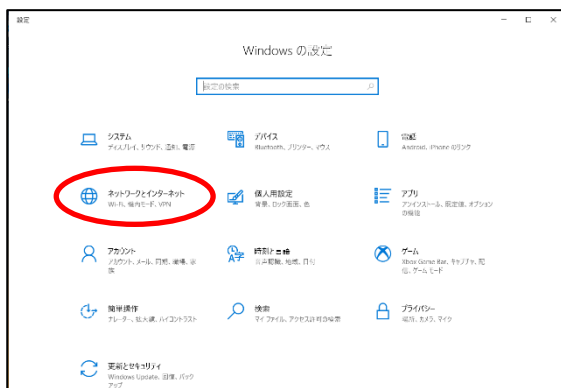 設定
Windows の設定
設定の検索
システム
ディスプレイ、サウンド、通知、電源
デバイス
Bluetooth、プリンター、マウス
電話
Android、iPhone のリンク
ネットワークとインターネット
Wi-Fi、機内モード、VPN
個人用設定
背景、ロック画面、色
アプリ
アンインストール、既定値、オプション
の機能
アカウント
アカウント、メール、同期、職場、家
族
時刻と言語
音声認識、地域、日付
ゲーム
Xbox Game Bar、キャプチャ、配
信、ゲーム モード
簡単操作
ナレーター、拡大鏡、ハイコントラスト
検索
マイ ファイル、アクセス許可の検索
プライバシー
場所、カメラ、マイク
更新とセキュリティ
Windows Update、回復、バック
アップ